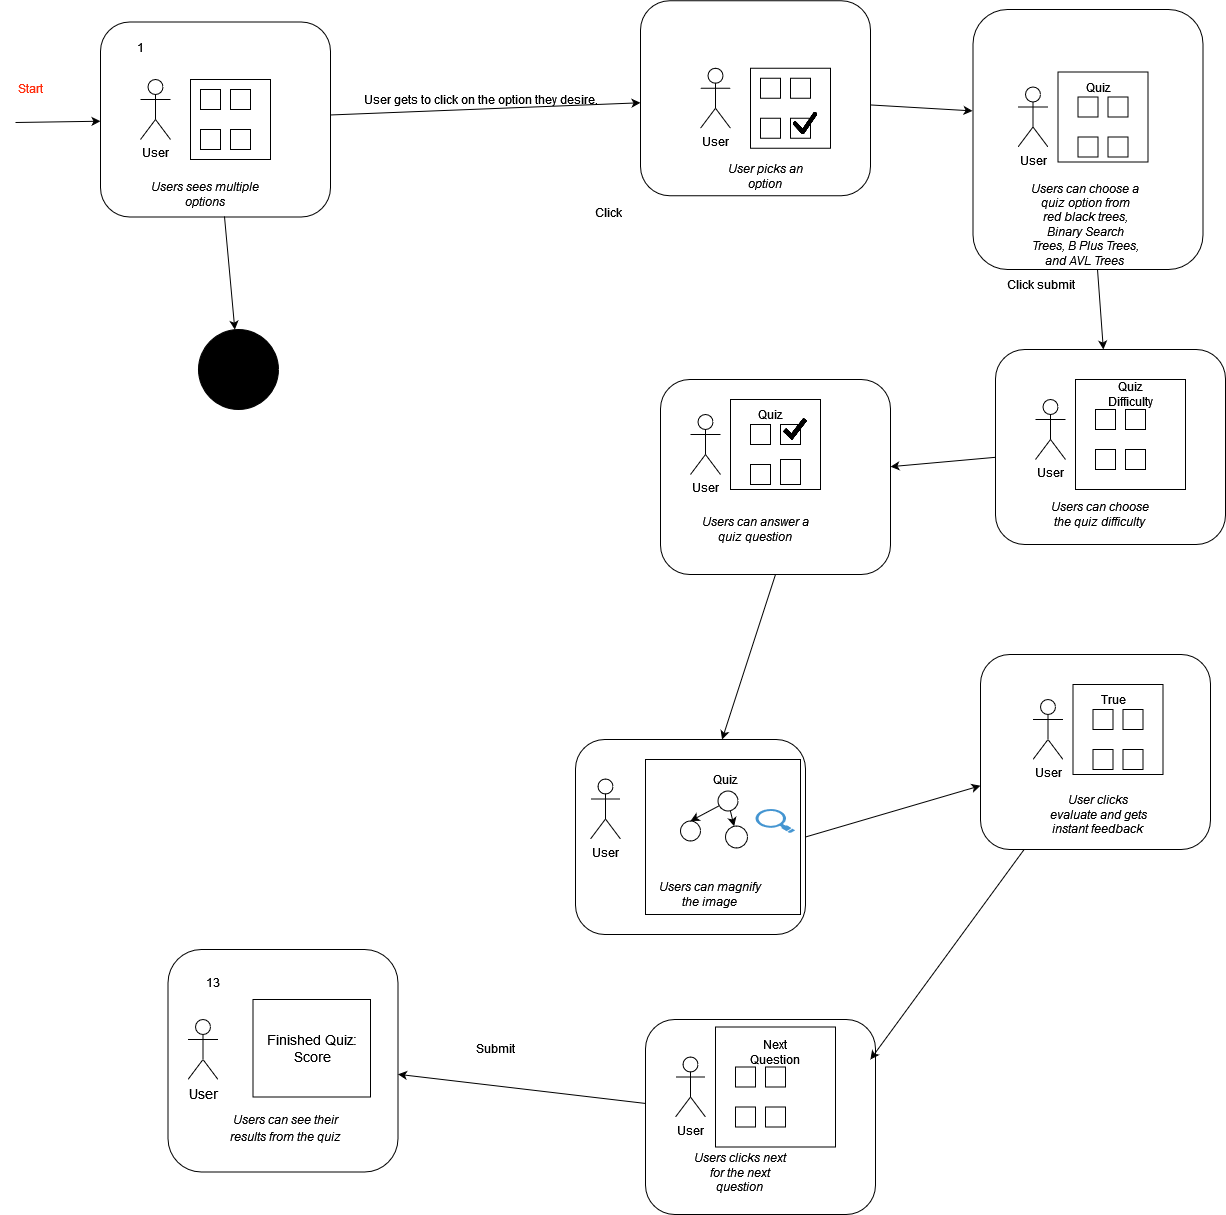 Start
1
User
Users sees multiple
options
User gets to click on the option they desire.
User
User picks an
option
Click
Quiz
User
Users can choose a
quiz option from
red black trees,
Binary Search
Trees, B Plus Trees,
and AVL Trees
Click submit
Quiz
Difficulty
User
Users can choose
the quiz difficulty
Quiz
User
Users can answer a
quiz question
Quiz
User
Users can magnify
the image
True
User
User clicks
evaluate and gets
instant feedback
Next
Question
User
Users clicks next
for the next
question
Submit
13
Finished Quiz:
Score
User
Users can see their
results from the quiz